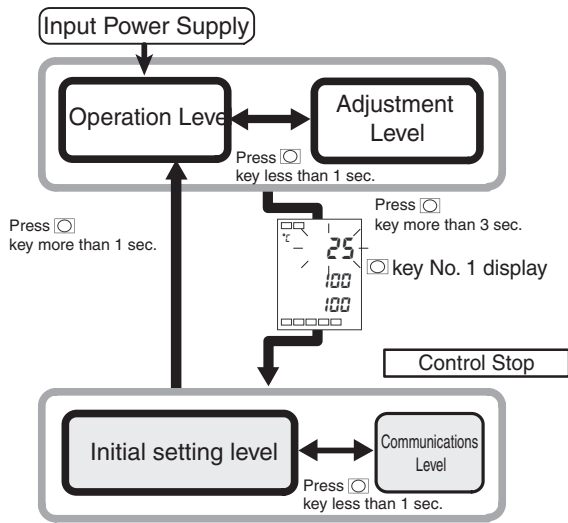 Input Power Supply
Operation Leve
Adjustment
Level
Press
key less than 1 sec.
Press
key more than 1 sec.
Press
key more than 3 sec.
°C
25
100
100
key No. 1 display
Control Stop
Initial setting level
Communications
Level
Press
key less than 1 sec.